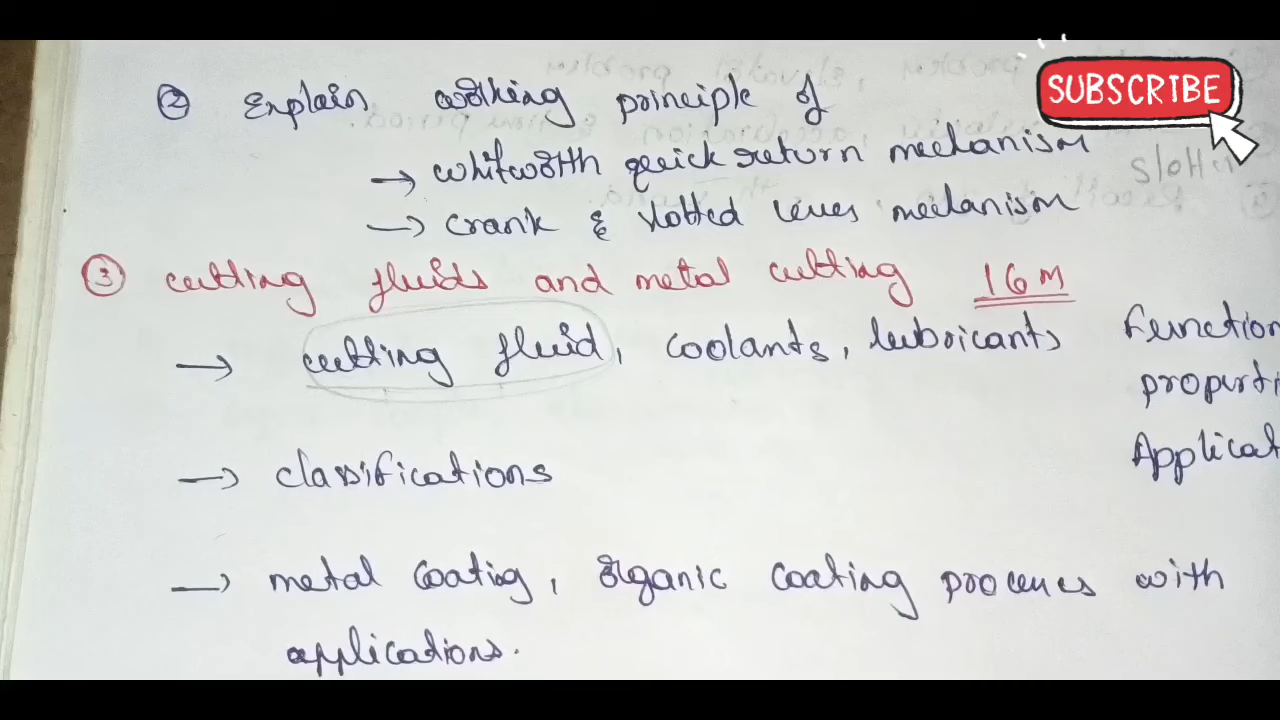 ② Explain working principle of
SUBSCRIBE
→ whitworth quick return mechanism
→ crank & slotted lever mechanism
③ cutting fluids and metal cutting 16M
→ cutting fluid, coolants, lubricants Function
properti
Applicat
→ classifications
→ metal coating, organic coating process with
applications.